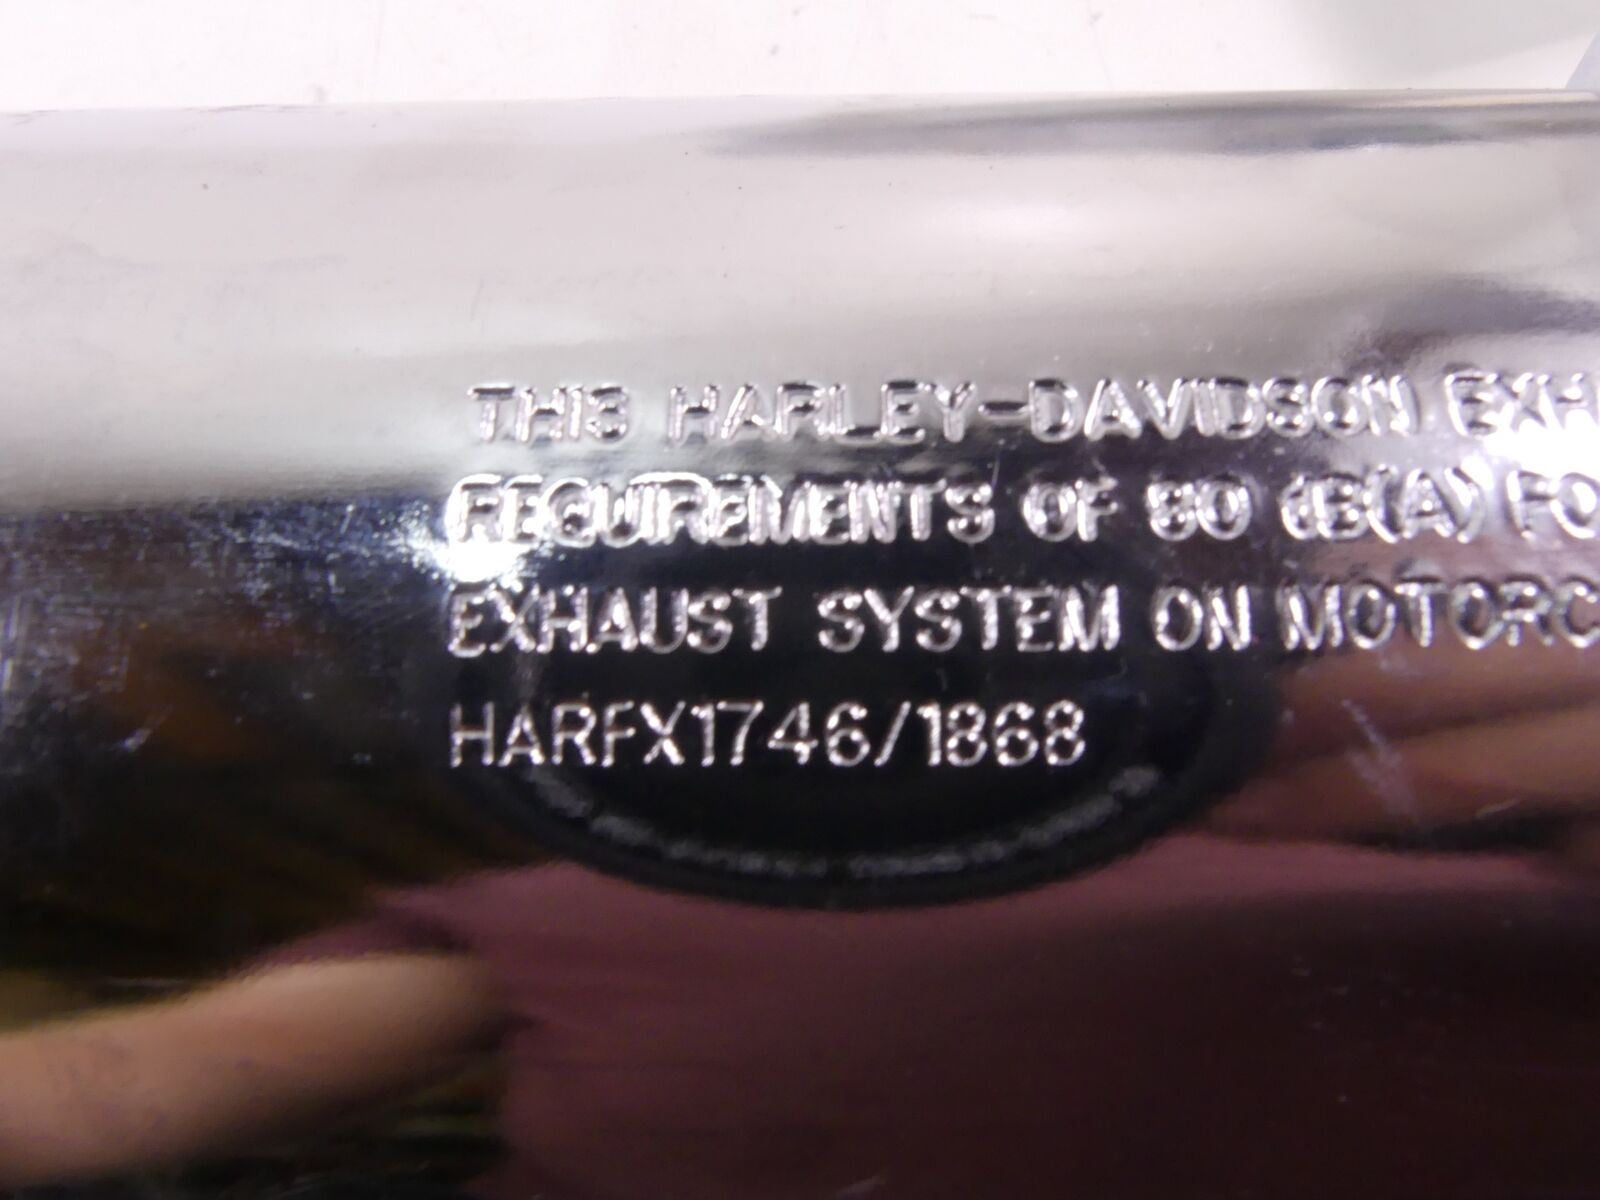 THIS HARLEY-DAVIDSON EXH
REQUIREMENTS OF 80 dB(A) FO
EXHAUST SYSTEM ON MOTORC
HARFX1746/1868